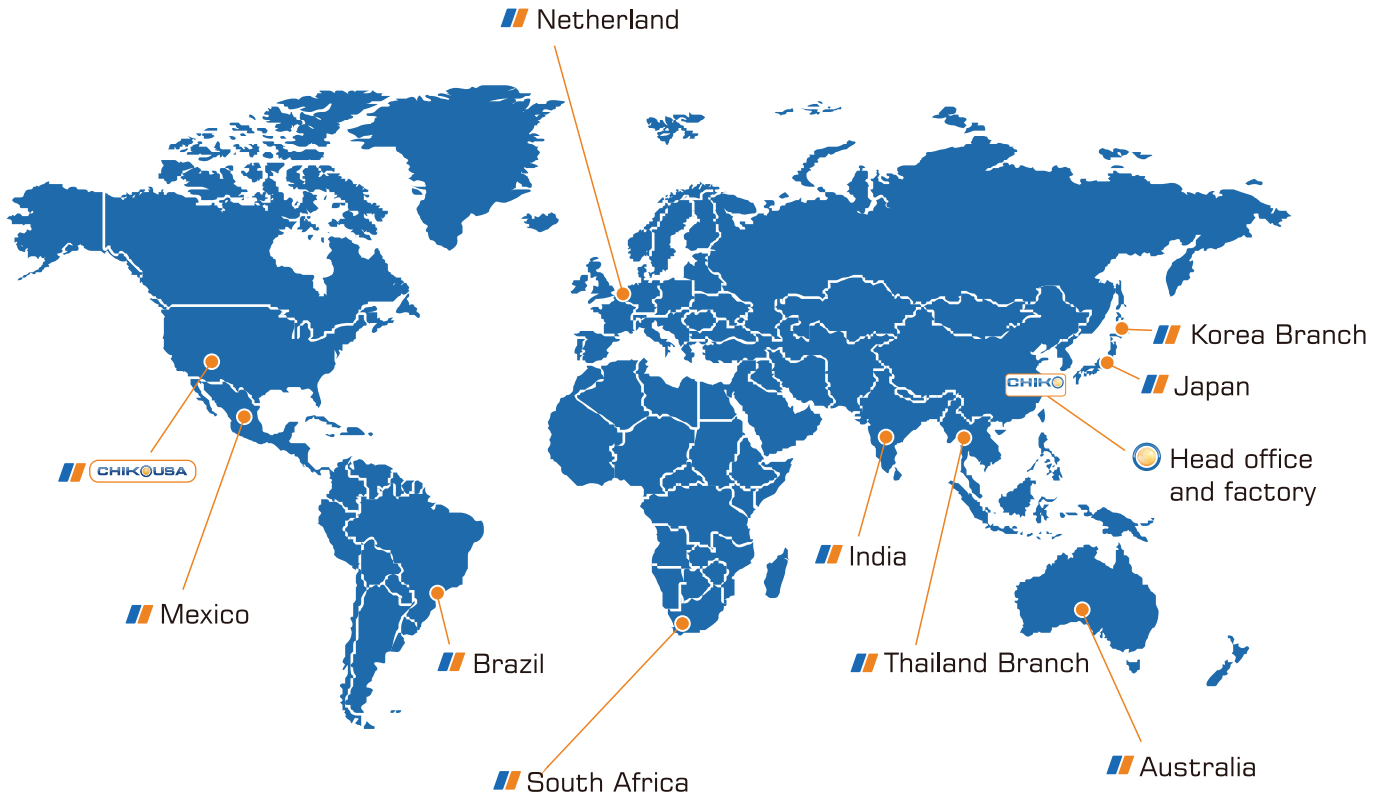 Netherland
Korea Branch
Japan
CHIKO
CHIKO USA
Head office
and factory
India
Mexico
Brazil
Thailand Branch
South Africa
Australia